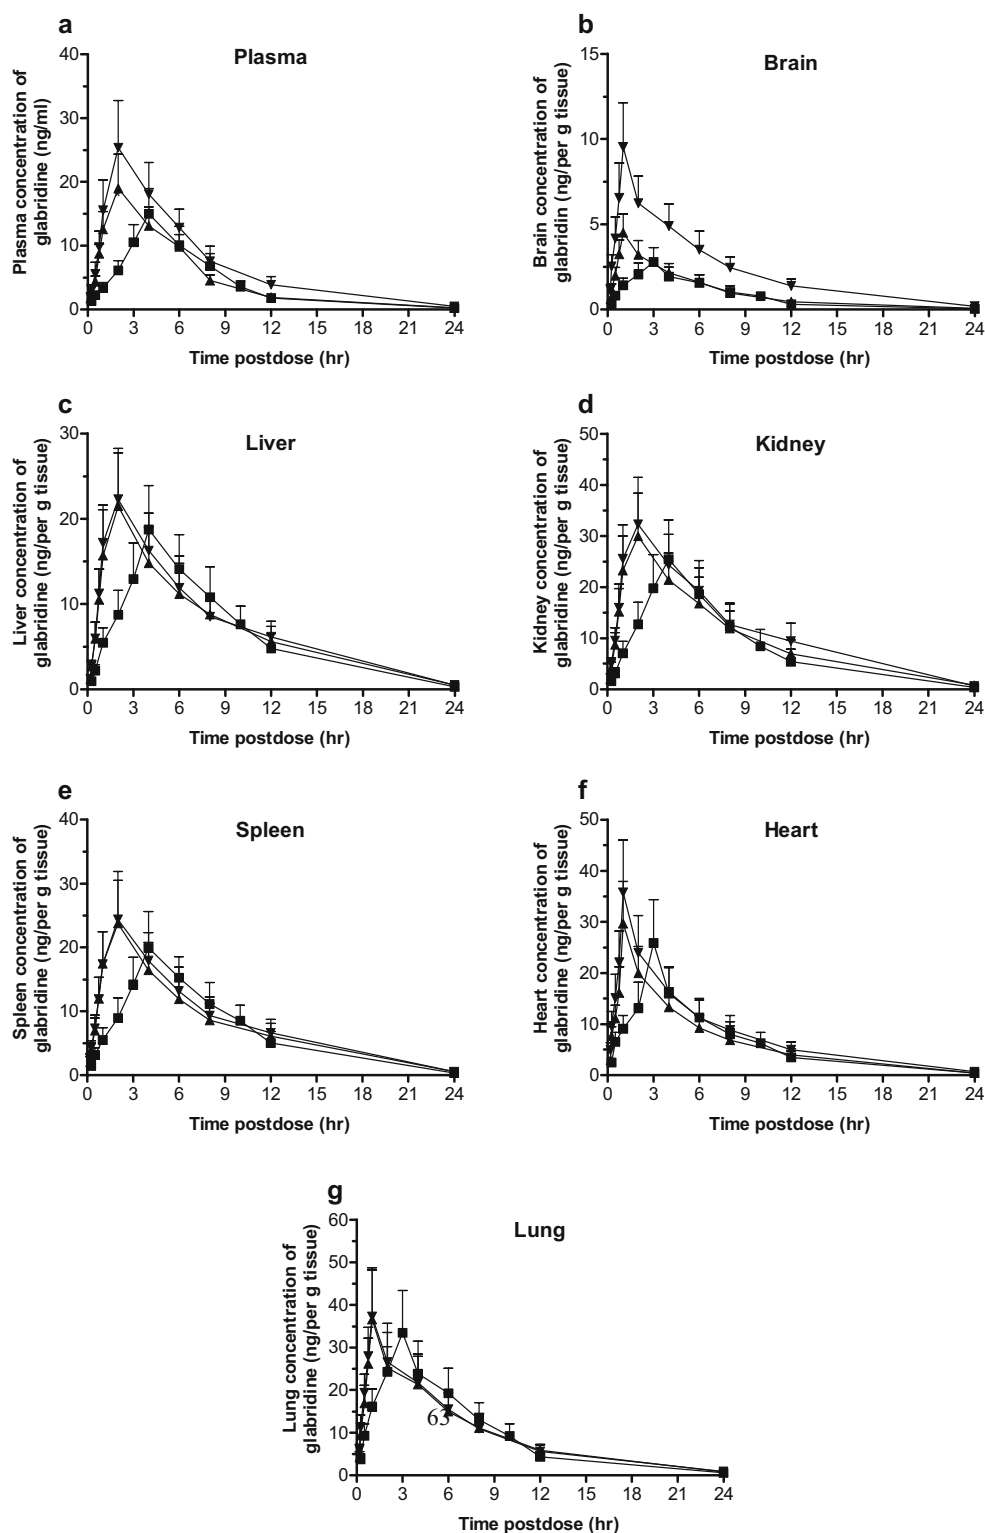 a
Plasma
Plasma concentration of
glabridine (ng/ml)
40
30
20
10
0
0 3 6 9 12 15 18 21 24
Time postdose (hr)
b
Brain
Brain concentration of
glabridin (ng/per g tissue)
15
10
5
0
0 3 6 9 12 15 18 21 24
Time postdose (hr)
c
Liver
Liver concentration of
glabridine (ng/per g tissue)
30
20
10
0
0 3 6 9 12 15 18 21 24
Time postdose (hr)
d
Kidney
Kidney concentration of
glabridine (ng/per g tissue)
50
40
30
20
10
0
0 3 6 9 12 15 18 21 24
Time postdose (hr)
e
Spleen
Spleen concentration of
glabridine (ng/per g tissue)
40
30
20
10
0
0 3 6 9 12 15 18 21 24
Time postdose (hr)
f
Heart
Heart concentration of
glabridine (ng/per g tissue)
50
40
30
20
10
0
0 3 6 9 12 15 18 21 24
Time postdose (hr)
g
Lung
Lung concentration of
glabridine (ng/per g tissue)
60
50
40
30
20
10
0
63
0 3 6 9 12 15 18 21 24
Time postdose (hr)